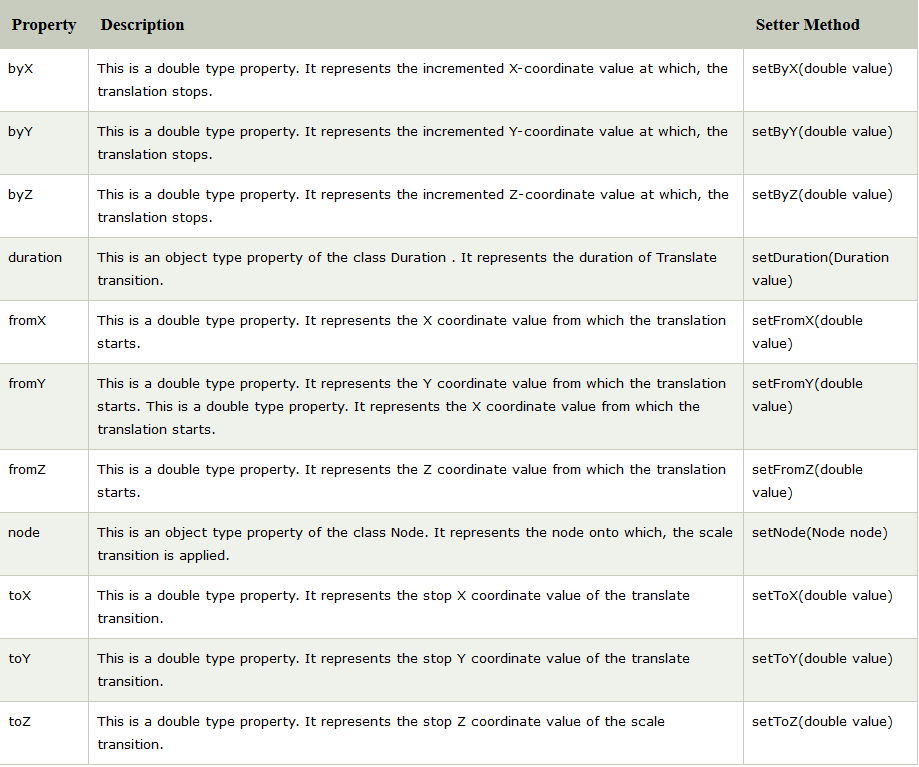 Property Description Setter Method
byX This is a double type property. It represents the incremented X-coordinate value at which, the setByX(double value)
translation stops.
byY This is a double type property. It represents the incremented Y-coordinate value at which, the setByY(double value)
translation stops.
byZ This is a double type property. It represents the incremented Z-coordinate value at which, the setByZ(double value)
translation stops.
duration This is an object type property of the class Duration . It represents the duration of Translate setDuration(Duration
transition. value)
fromX This is a double type property. It represents the X coordinate value from which the translation setFromX(double
starts. value)
fromY This is a double type property. It represents the Y coordinate value from which the translation setFromY(double
starts. This is a double type property. It represents the X coordinate value from which the value)
translation starts.
fromZ This is a double type property. It represents the Z coordinate value from which the translation setFromZ(double
starts. value)
node This is an object type property of the class Node. It represents the node onto which, the scale setNode(Node node)
transition is applied.
toX This is a double type property. It represents the stop X coordinate value of the translate setToX(double value)
transition.
toY This is a double type property. It represents the stop Y coordinate value of the translate setToY(double value)
transition.
toZ This is a double type property. It represents the stop Z coordinate value of the scale setToZ(double value)
transition.